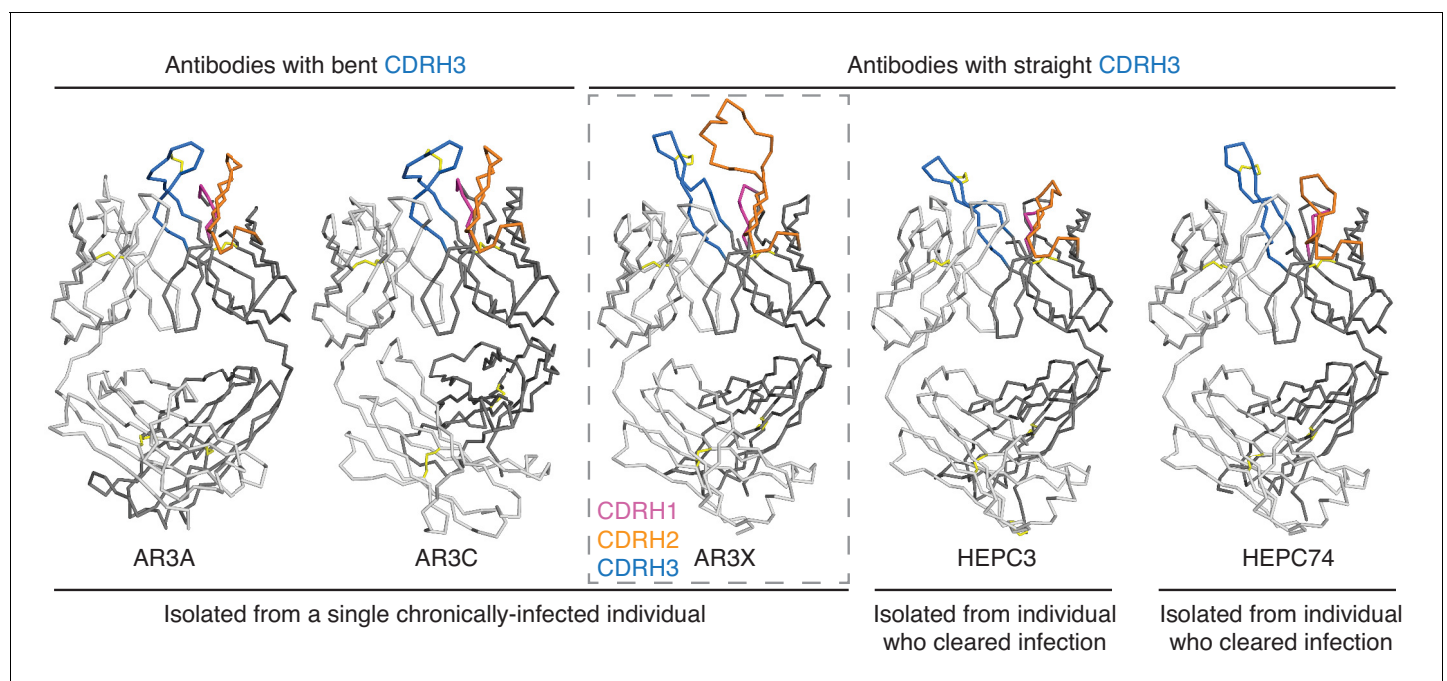 Antibodies with bent CDRH3
Antibodies with straight CDRH3
CDRH1
CDRH2
CDRH3
AR3A
AR3C
AR3X
HEPC3
HEPC74
Isolated from a single chronically-infected individual
Isolated from individual
who cleared infection
Isolated from individual
who cleared infection